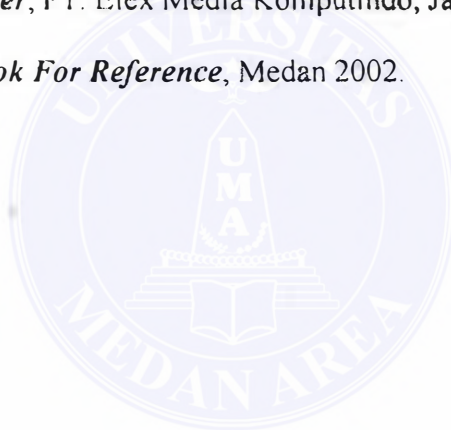 er, PT. Elex Media Komputindo, Ja
ok For Reference, Medan 2002.
UNIVERSITAS
UMA
MEDAN AREA